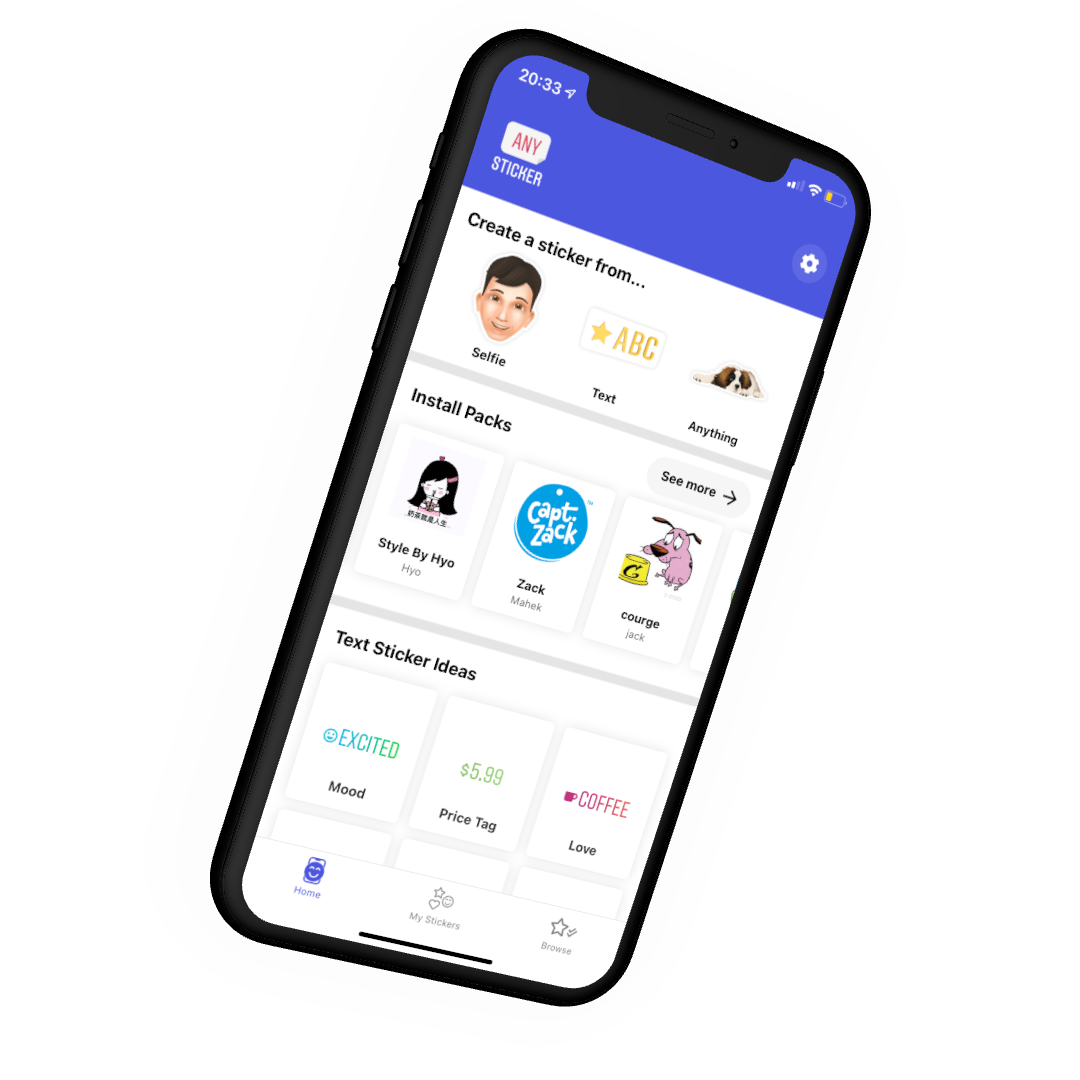 20:33
ANY
STICKER
Create a sticker from...
Selfie
ABC
Text
Anything
Install Packs
See more
奶茶就是人生
Style By Hyo
Hyo
Capt.
Zack
TM
Zack
Mahek
C
courge
jack
Text Sticker Ideas
EXCITED
Mood
$5.99
Price Tag
COFFEE
Love
Home
My Stickers
Browse